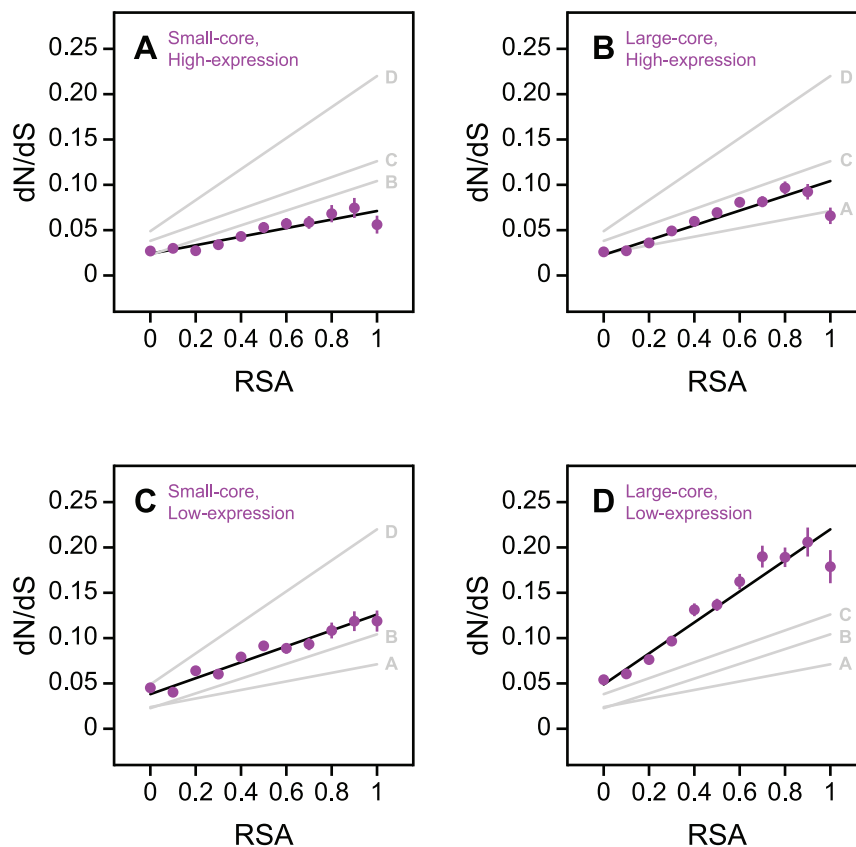 A
Small-core,
High-expression
0.25
0.20
0.15
0.10
0.05
0
dN/dS
D
C
B
0 0.2 0.4 0.6 0.8 1
RSA
B
Large-core,
High-expression
0.25
0.20
0.15
0.10
0.05
0
dN/dS
D
C
A
0 0.2 0.4 0.6 0.8 1
RSA
C
Small-core,
Low-expression
0.25
0.20
0.15
0.10
0.05
0
dN/dS
D
B
A
0 0.2 0.4 0.6 0.8 1
RSA
D
Large-core,
Low-expression
0.25
0.20
0.15
0.10
0.05
0
dN/dS
C
B
A
0 0.2 0.4 0.6 0.8 1
RSA